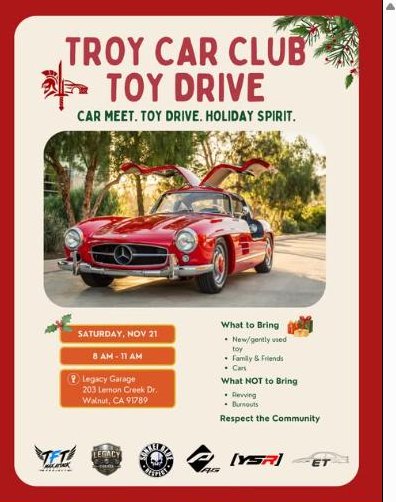 TROY CAR CLUB
TOY DRIVE
CAR MEET. TOY DRIVE. HOLIDAY SPIRIT.
SATURDAY, NOV 21
8 AM - 11 AM
Legacy Garage
203 Lemon Creek Dr.
Walnut, CA 91789
What to Bring
• New/gently used
toy
• Family & Friends
• Cars
What NOT to Bring
• Revving
• Burnouts
Respect the Community
TFT
LEGACY
AG
[YSR]
ET